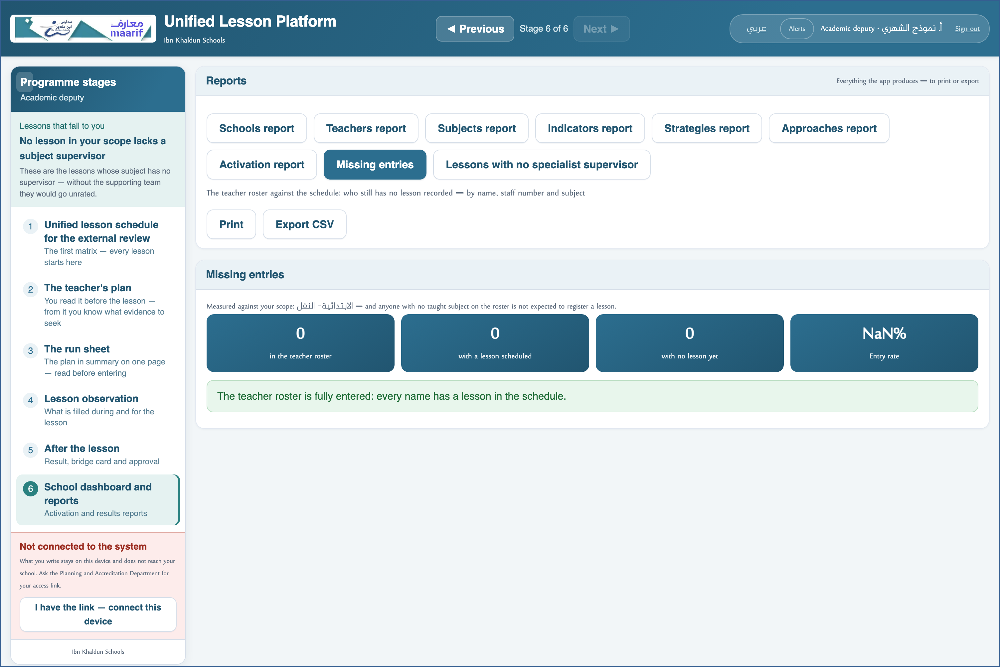 مدارس
ابن خلدون
Ibn Khaldun Schools
معارف
maarif
Unified Lesson Platform
Ibn Khaldun Schools
◀ Previous
Stage 6 of 6
Next ▶
عربي
Alerts
Academic deputy · أ. نموذج الشهري
Sign out
Programme stages
Academic deputy
Lessons that fall to you
No lesson in your scope lacks a
subject supervisor
These are the lessons whose subject has no
supervisor — without the supporting team
they would go unrated.
1
Unified lesson schedule
for the external review
The first matrix — every lesson
starts here
2
The teacher's plan
You read it before the lesson —
from it you know what evidence to
seek
3
The run sheet
The plan in summary on one page
— read before entering
4
Lesson observation
What is filled during and for the
lesson
5
After the lesson
Result, bridge card and approval
6
School dashboard and
reports
Activation and results reports
Not connected to the system
What you write stays on this device and does not reach your
school. Ask the Planning and Accreditation Department for
your access link.
I have the link — connect this
device
Ibn Khaldun Schools
Reports
Everything the app produces — to print or export
Schools report
Teachers report
Subjects report
Indicators report
Strategies report
Approaches report
Activation report
Missing entries
Lessons with no specialist supervisor
The teacher roster against the schedule: who still has no lesson recorded — by name, staff number and subject
Print
Export CSV
Missing entries
Measured against your scope: الابتدائية– النفل — and anyone with no taught subject on the roster is not expected to register a lesson.
0
in the teacher roster
0
with a lesson scheduled
0
with no lesson yet
NaN%
Entry rate
The teacher roster is fully entered: every name has a lesson in the schedule.